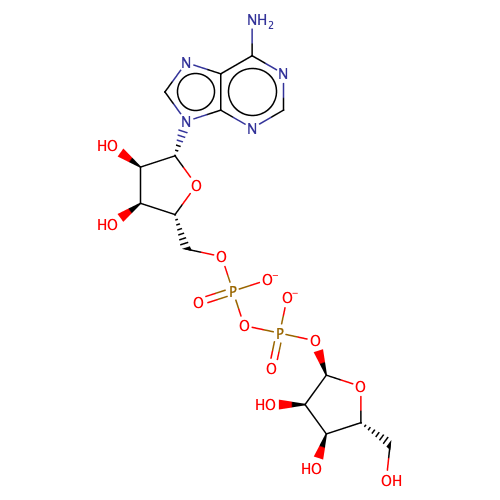 NH₂
N N
N N
HO
O
HO
O O⁻ O⁻
P
O O P O
O O
HO
HO OH